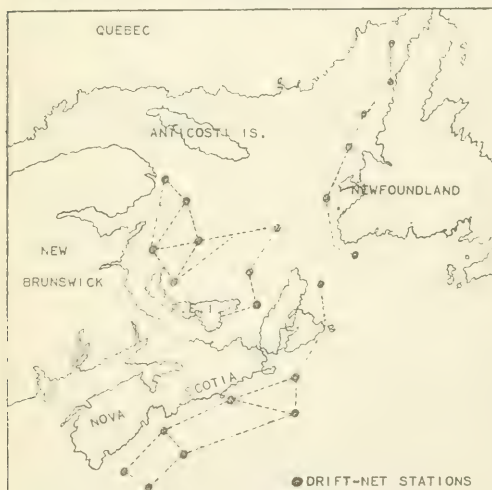 QUEBEC
ANTICOSTI IS.
NEWFOUNDLAND
NEW
BRUNSWICK
E. I.
COTIA
NOVA
DRIFT-NET STATIONS